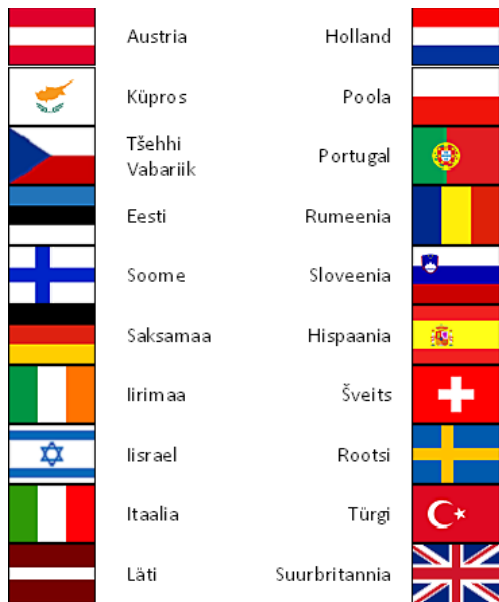 Austria
Holland
Küpros
Poola
Tšehhi
Vabariik
Portugal
Eesti
Rumeenia
Soome
Sloveenia
Saksamaa
Hispaania
Iirimaa
Šveits
Iisrael
Rootsi
Itaalia
Türgi
Läti
Suurbritannia